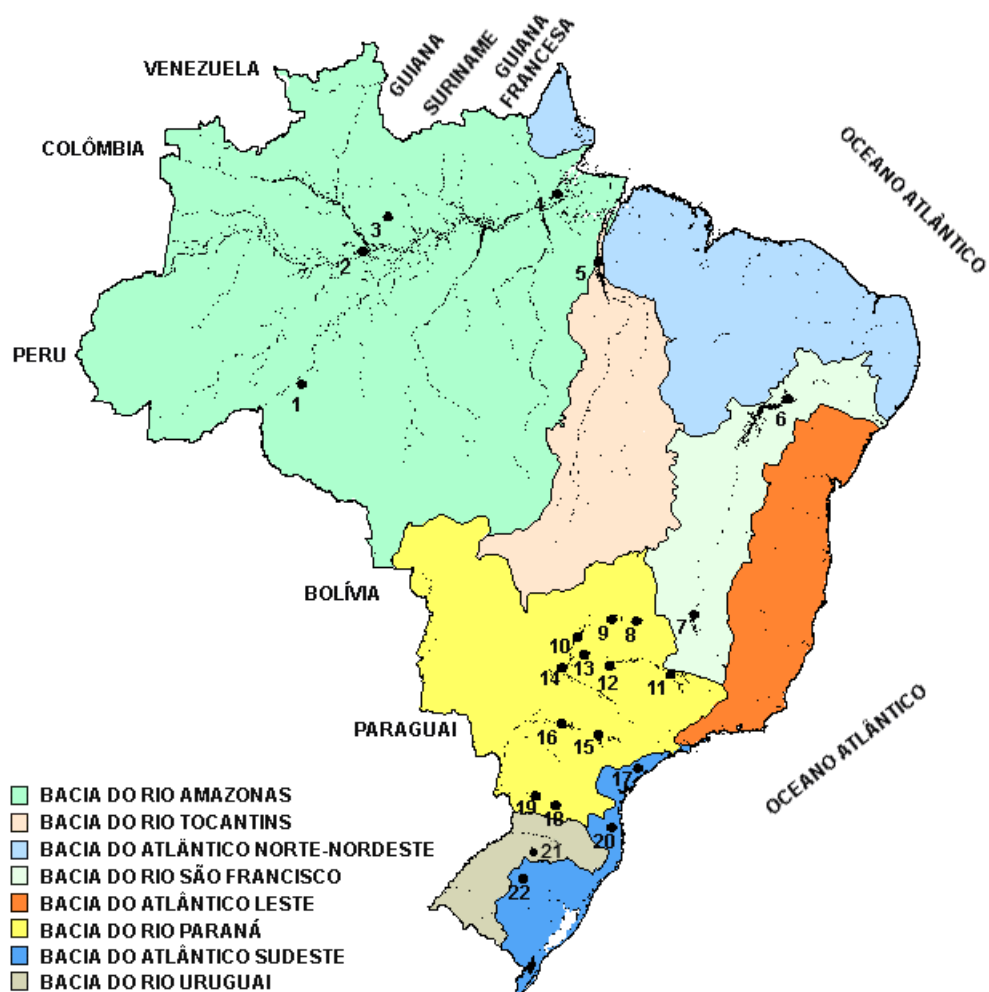 VENEZUELA
GUIANA
SURINAME
GUIANA
FRANCESA
COLÔMBIA
OCEANO ATLÂNTICO
4
3
2
5
PERU
1
6
BOLÍVIA
7
9
8
10
13
12
14
11
PARAGUAI
16
15
OCEANO ATLÂNTICO
17
19
18
20
21
22
BACIA DO RIO AMAZONAS
BACIA DO RIO TOCANTINS
BACIA DO ATLÂNTICO NORTE-NORDESTE
BACIA DO RIO SÃO FRANCISCO
BACIA DO ATLÂNTICO LESTE
BACIA DO RIO PARANÁ
BACIA DO ATLÂNTICO SUDESTE
BACIA DO RIO URUGUAI